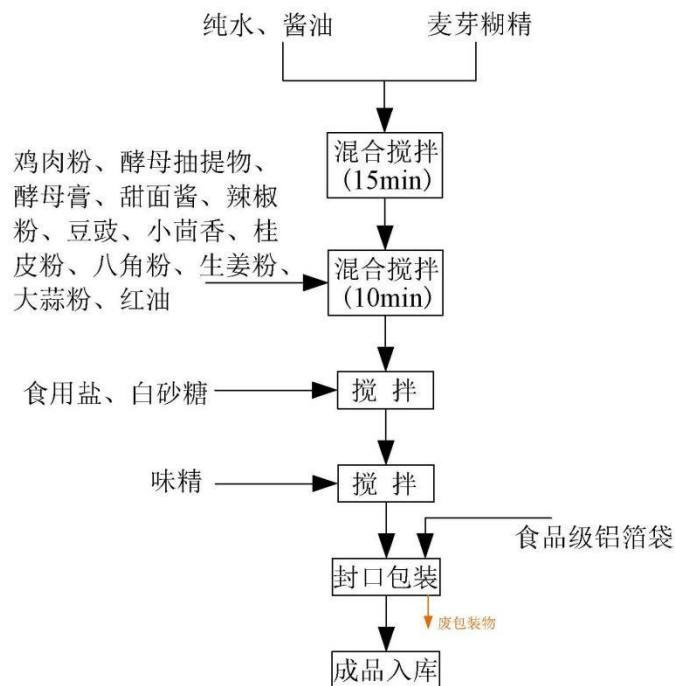 纯水、酱油
麦芽糊精
混合搅拌
(15min)
鸡肉粉、酵母抽提物、
酵母膏、甜面酱、辣椒
粉、豆豉、小茴香、桂
皮粉、八角粉、生姜粉、
大蒜粉、红油
混合搅拌
(10min)
食用盐、白砂糖
搅 拌
味精
搅 拌
食品级铝箔袋
封口包装
废包装物
成品入库